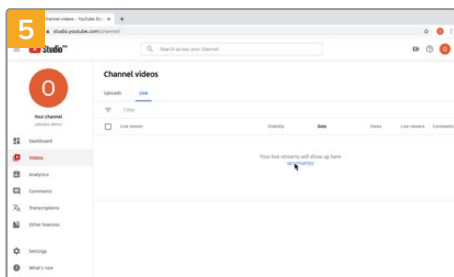 5
hannel videos - YouTube St
studio.youtube.com/channel/
Studio
Search across your channel
O
O
Your channel
Channel videos
Uploads Live
Filter
Live stream Visibility Date Views Live viewers Comments
Your live streams will show up here
GET STARTED
Dashboard
Videos
Analytics
Comments
Transcriptions
Other features
Settings
What's new